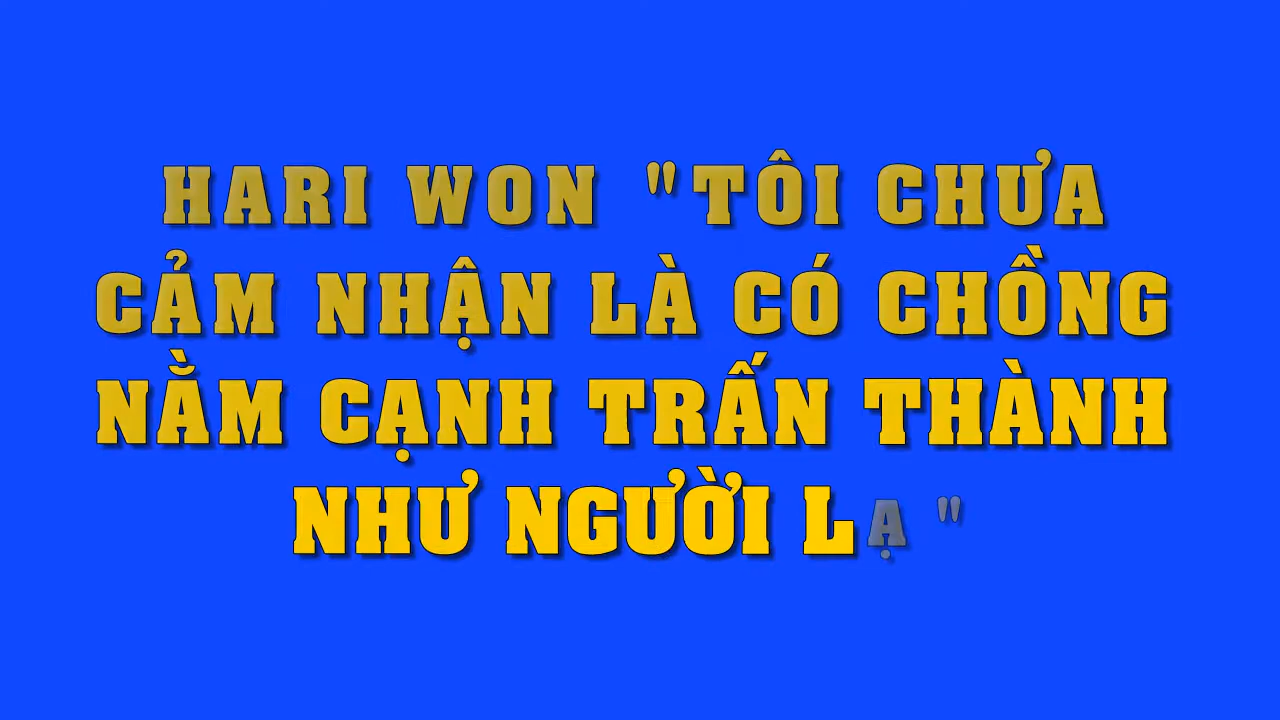 HARI WON "TÔI CHƯA
CẢM NHẬN LÀ CÓ CHỒNG
NẰM CẠNH TRẤN THÀNH
NHƯ NGƯỜI LẠ "